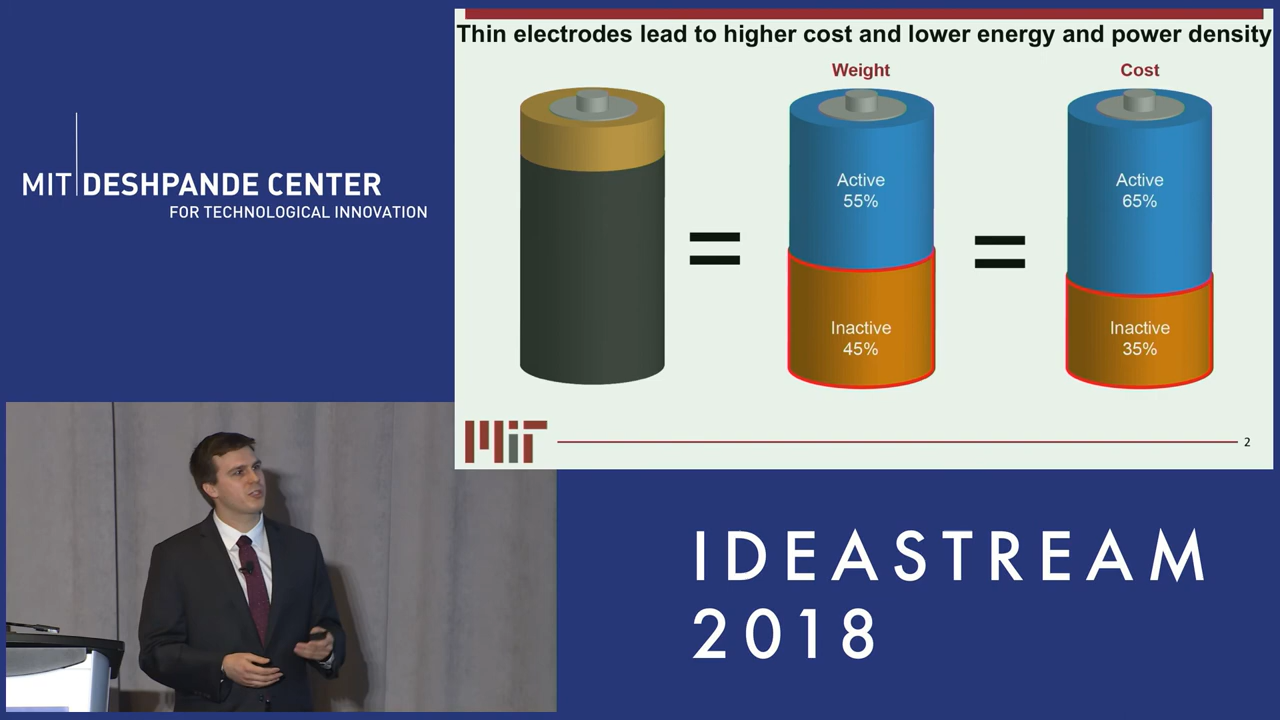 MIT DESHPANDE CENTER
FOR TECHNOLOGICAL INNOVATION
Thin electrodes lead to higher cost and lower energy and power density
Weight
Cost
Active
55%
Active
65%
=
=
Inactive
45%
Inactive
35%
MIT
2
IDEASTREAM
2018